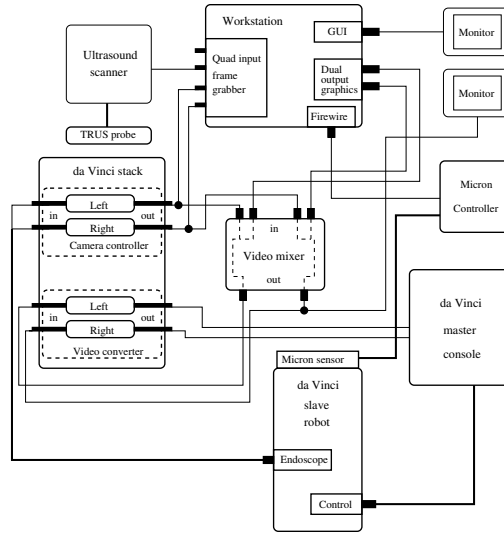 Workstation
GUI
Monitor
Ultrasound
scanner
Quad input
frame
grabber
Dual
output
graphics
Monitor
Firewire
TRUS probe
da Vinci stack
Left
in
out
Right
Camera controller
Micron
Controller
in
Video mixer
out
Left
in
out
Right
Video converter
da Vinci
master
console
Micron sensor
da Vinci
slave
robot
Endoscope
Control